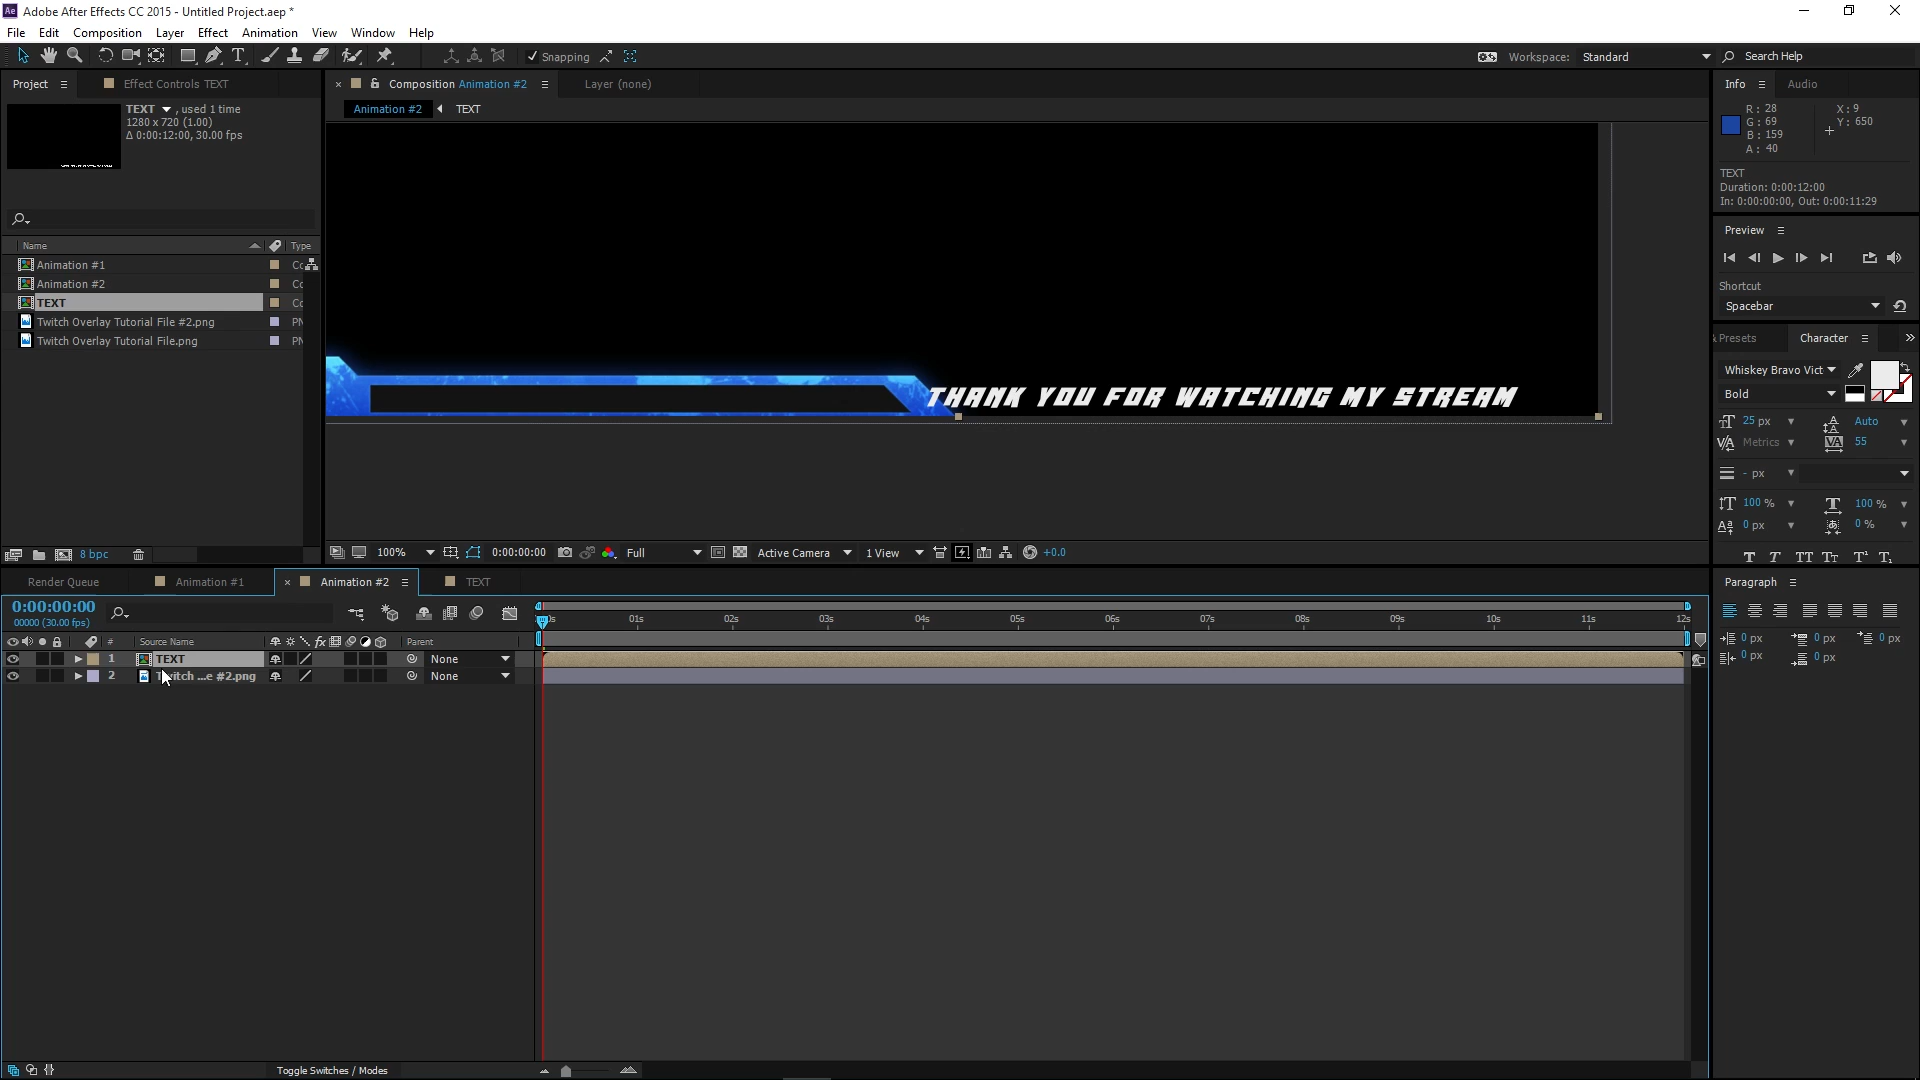 Adobe After Effects CC 2015 - Untitled Project.aep *
File Edit Composition Layer Effect Animation View Window Help
Snapping
Workspace: Standard
Search Help
Project
Effect Controls TEXT
TEXT , used 1 time
1280 x 720 (1.00)
Δ 0:00:12:00, 30.00 fps
Name Type
Animation #1
Animation #2
TEXT
Twitch Overlay Tutorial File #2.png
Twitch Overlay Tutorial File.png
8 bpc
Composition Animation #2
Layer (none)
Animation #2 TEXT
THANK YOU FOR WATCHING MY STREAM
100% 0:00:00:00 Full Active Camera 1 View +0.0
Info Audio
R: 28
G: 69
B: 159
A: 40
X: 9
Y: 650
TEXT
Duration: 0:00:12:00
In: 0:00:00:00, Out: 0:00:11:29
Preview
Shortcut
Spacebar
Presets Character
Whiskey Bravo Vict
Bold
25 px Auto
Metrics 55
- px
100 % 100 %
0 px 0 %
Paragraph
0 px 0 px 0 px
0 px 0 px
Render Queue Animation #1 Animation #2 TEXT
0:00:00:00
00000 (30.00 fps)
01s 02s 03s 04s 05s 06s 07s 08s 09s 10s 11s 12s
# Source Name Parent
1 TEXT None
2 None
Toggle Switches / Modes